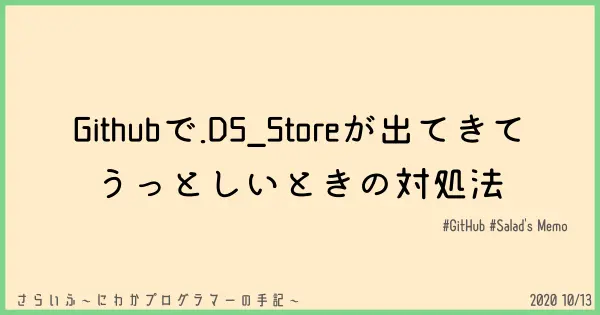 Githubで.DS_Storeが出てきて
うっとしいときの対処法
#GitHub #Salad's Memo
さらいふ~にわかプログラマーの手記~
2020 10/13